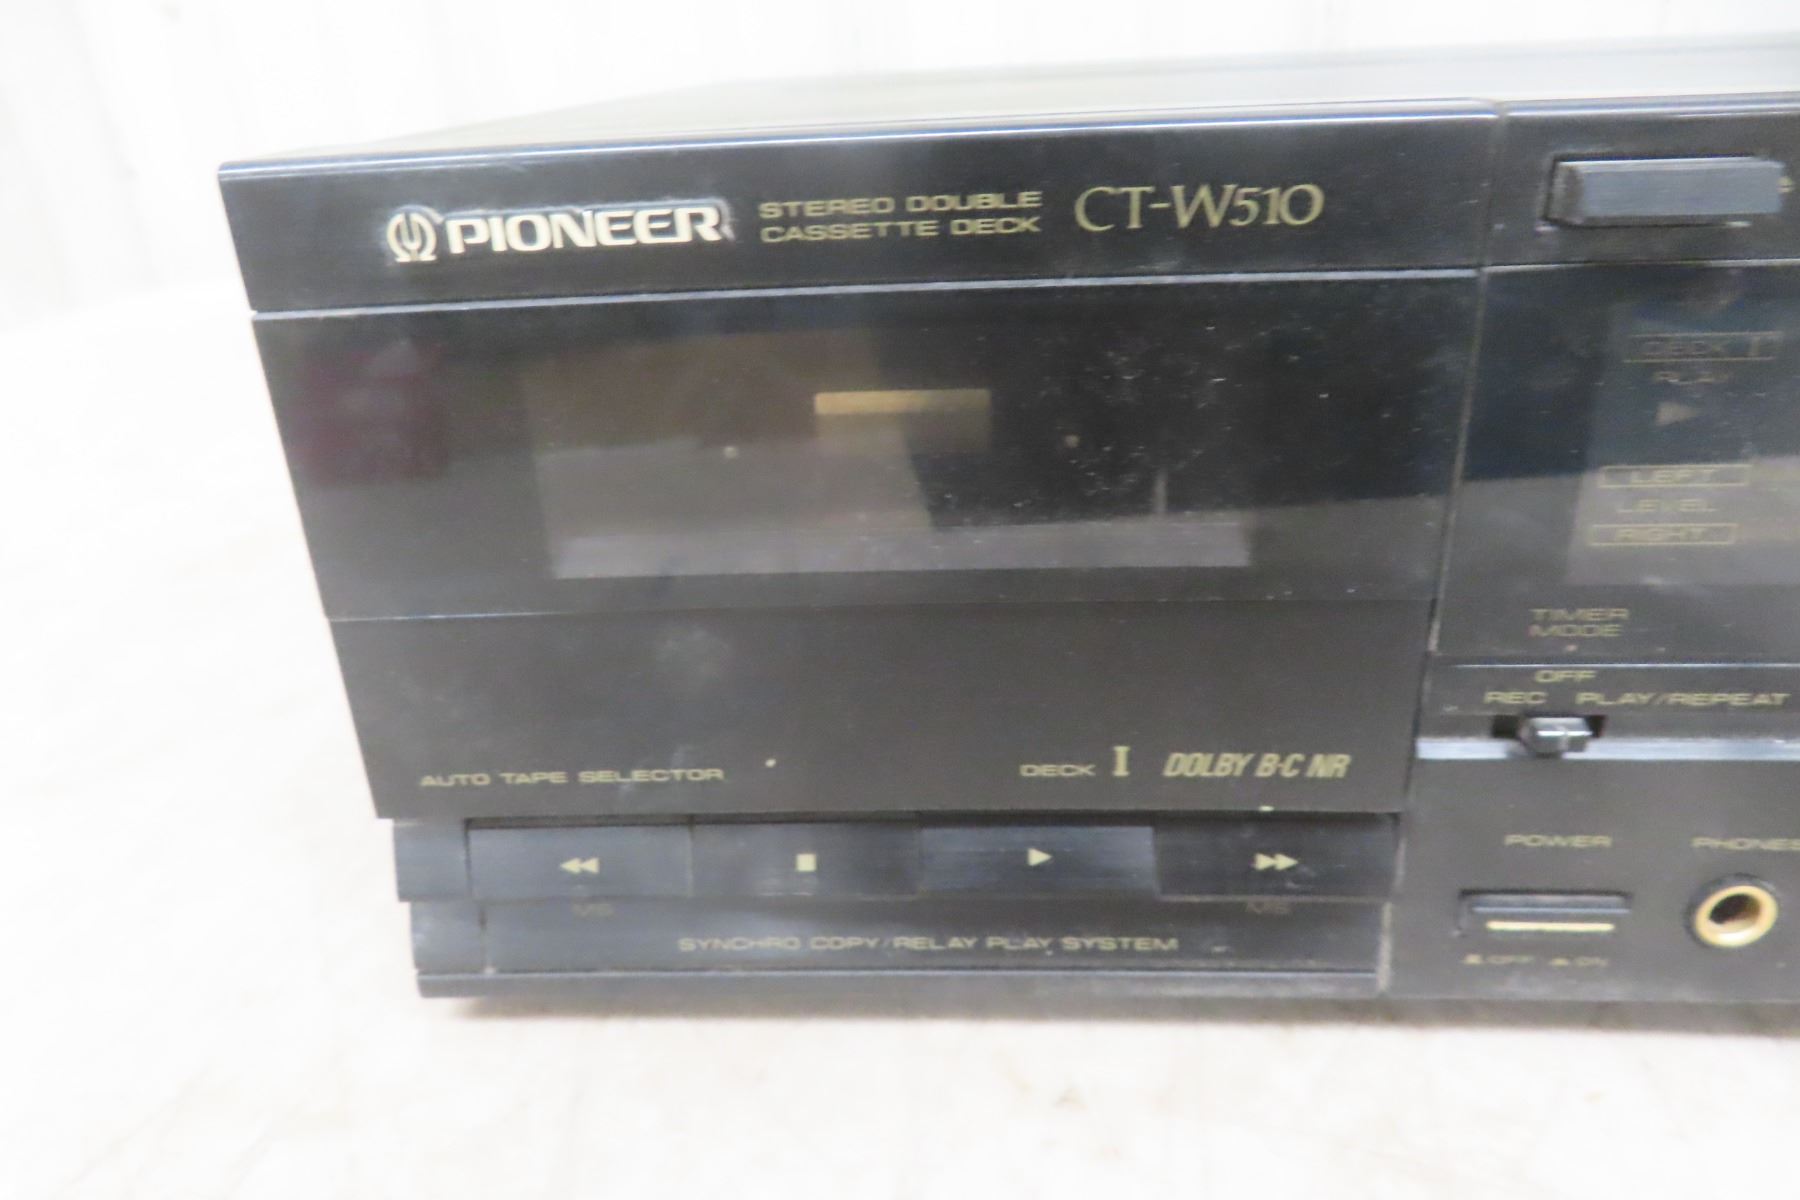 PIONEER
STEREO DOUBLE
CASSETTE DECK
CT-W510
DECK I
PLAY
LEFT
LEVEL
RIGHT
TIMER
MODE
OFF
REC PLAY/REPEAT
AUTO TAPE SELECTOR
DECK I DOLBY B·C NR
POWER
PHONES
MS
MS
SYNCHRO COPY/RELAY PLAY SYSTEM
OFF ON